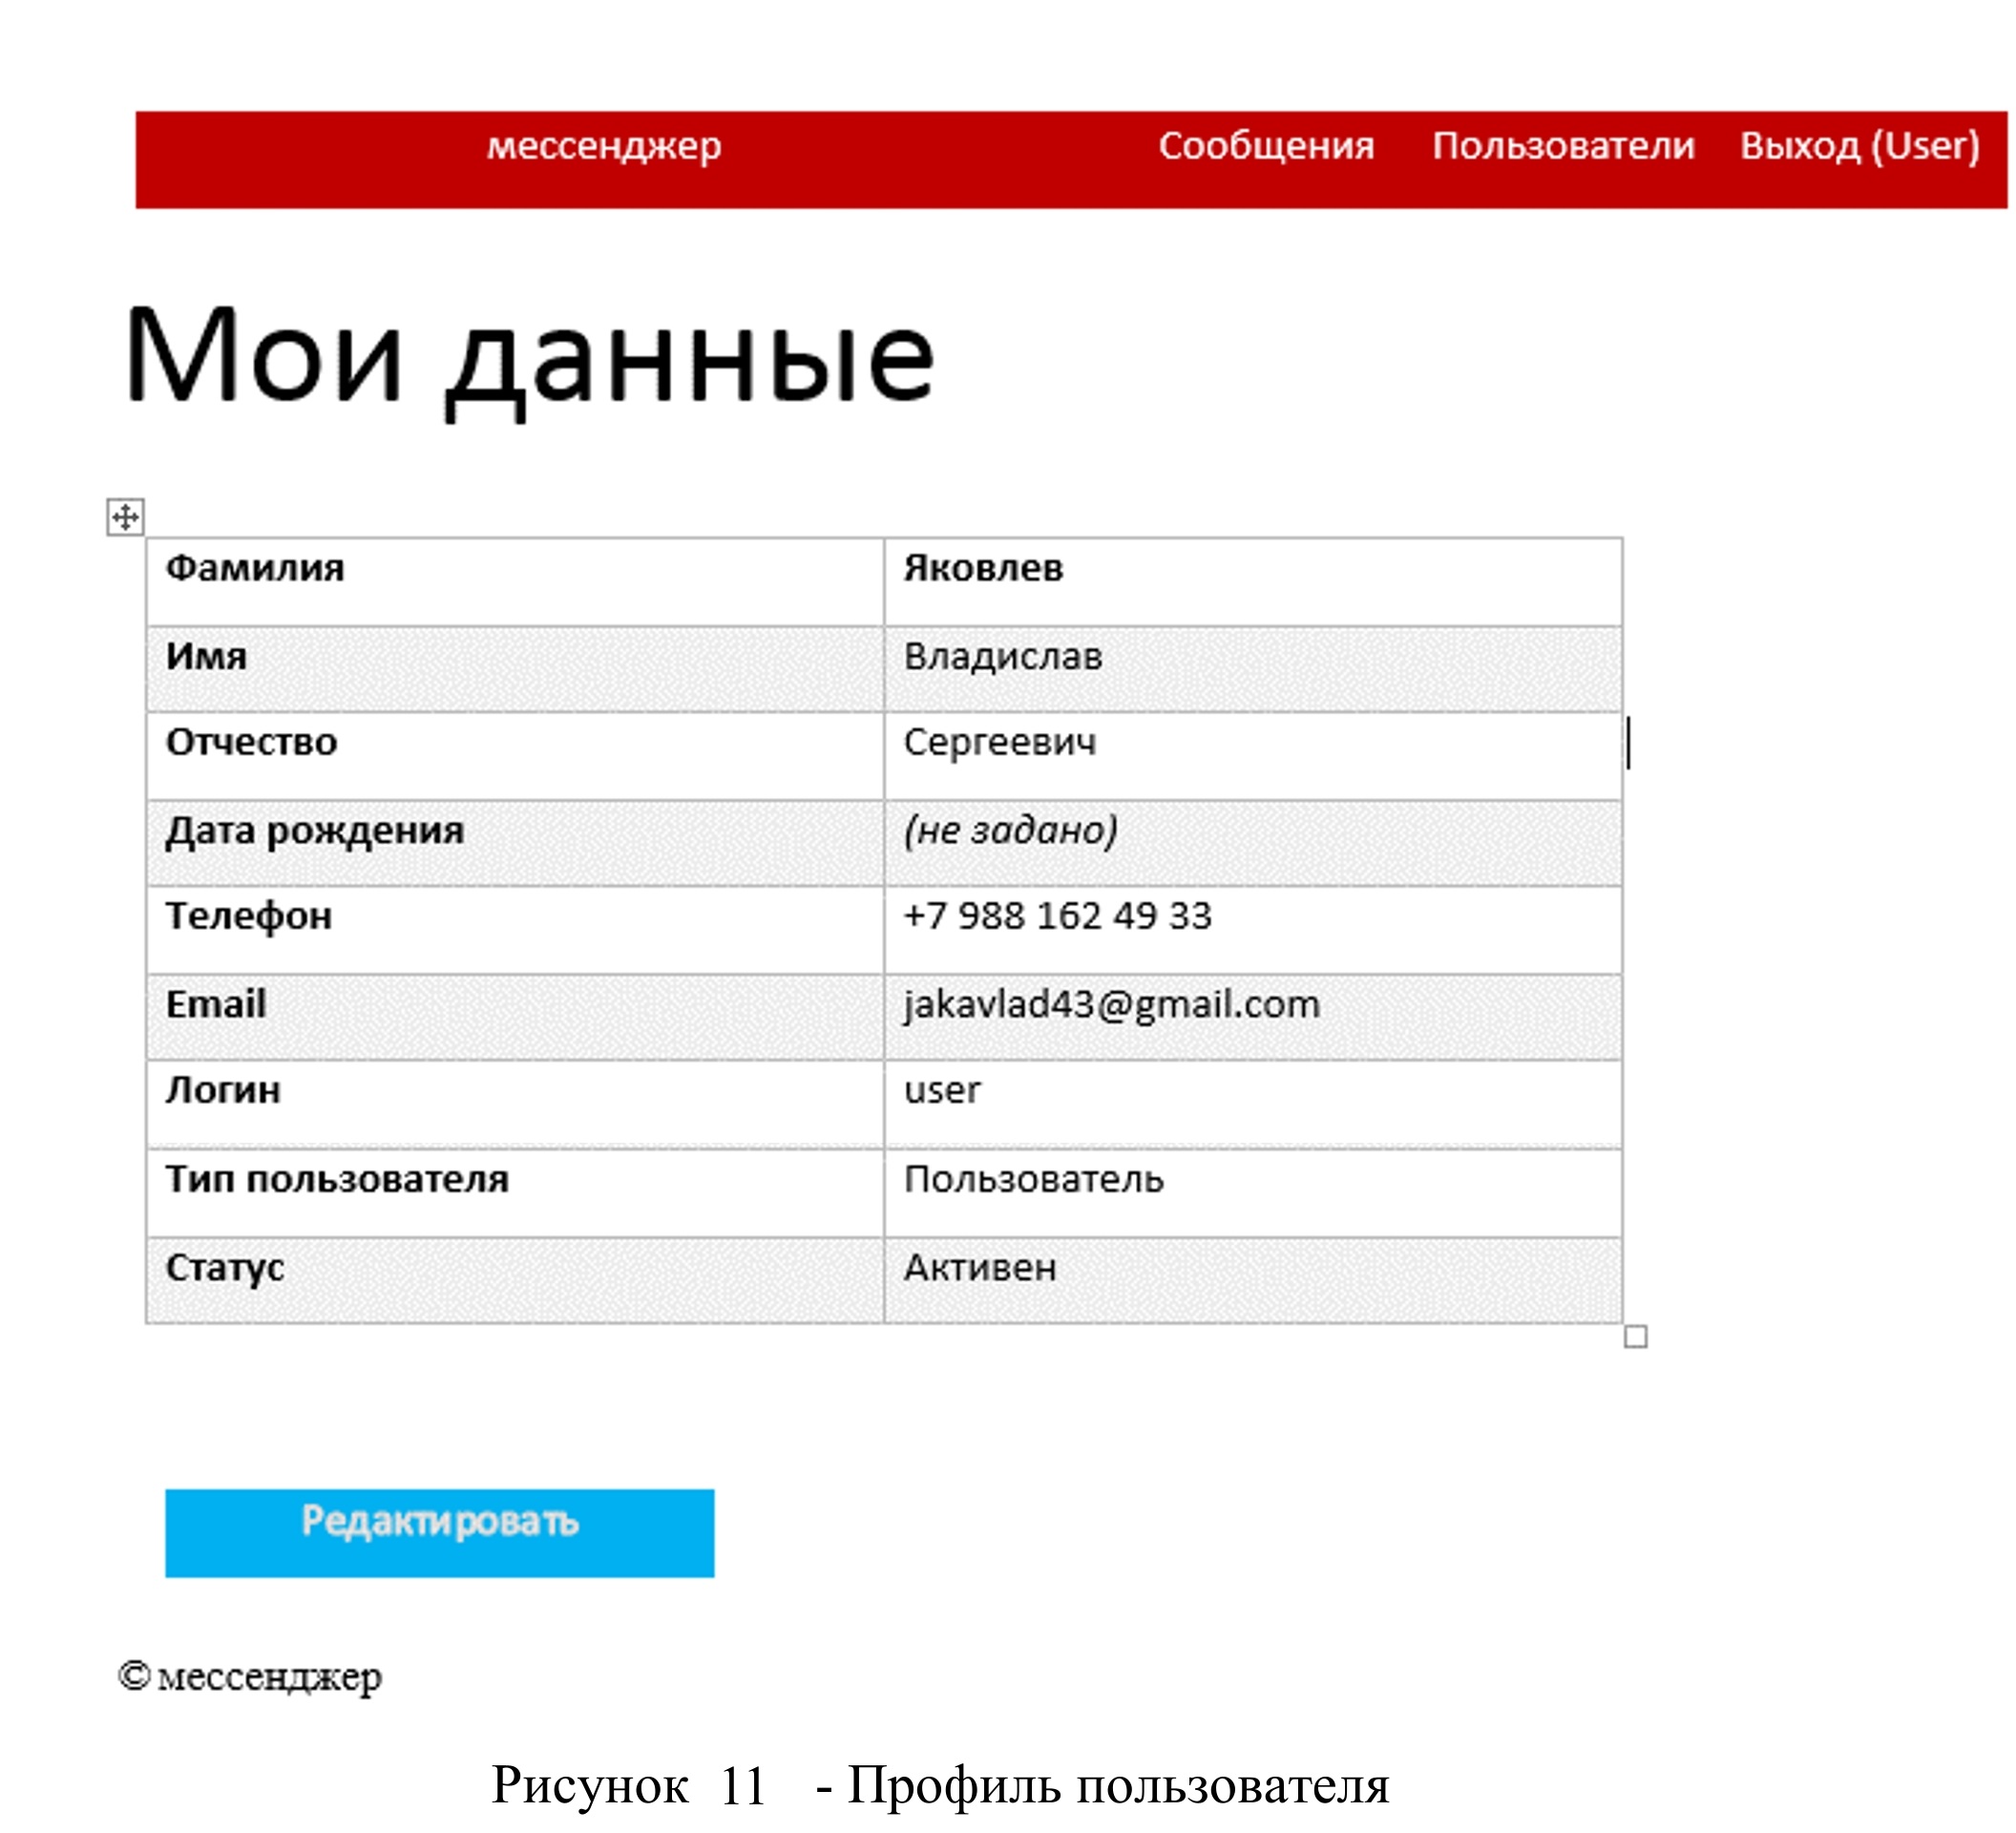 мессенджер Сообщения Пользователи Выход (User)
Мои данные
Фамилия Яковлев
Имя Владислав
Отчество Сергеевич
Дата рождения (не задано)
Телефон +7 988 162 49 33
Email jakavlad43@gmail.com
Логин user
Тип пользователя Пользователь
Статус Активен
Редактировать
© мессенджер
Рисунок 11 - Профиль пользователя